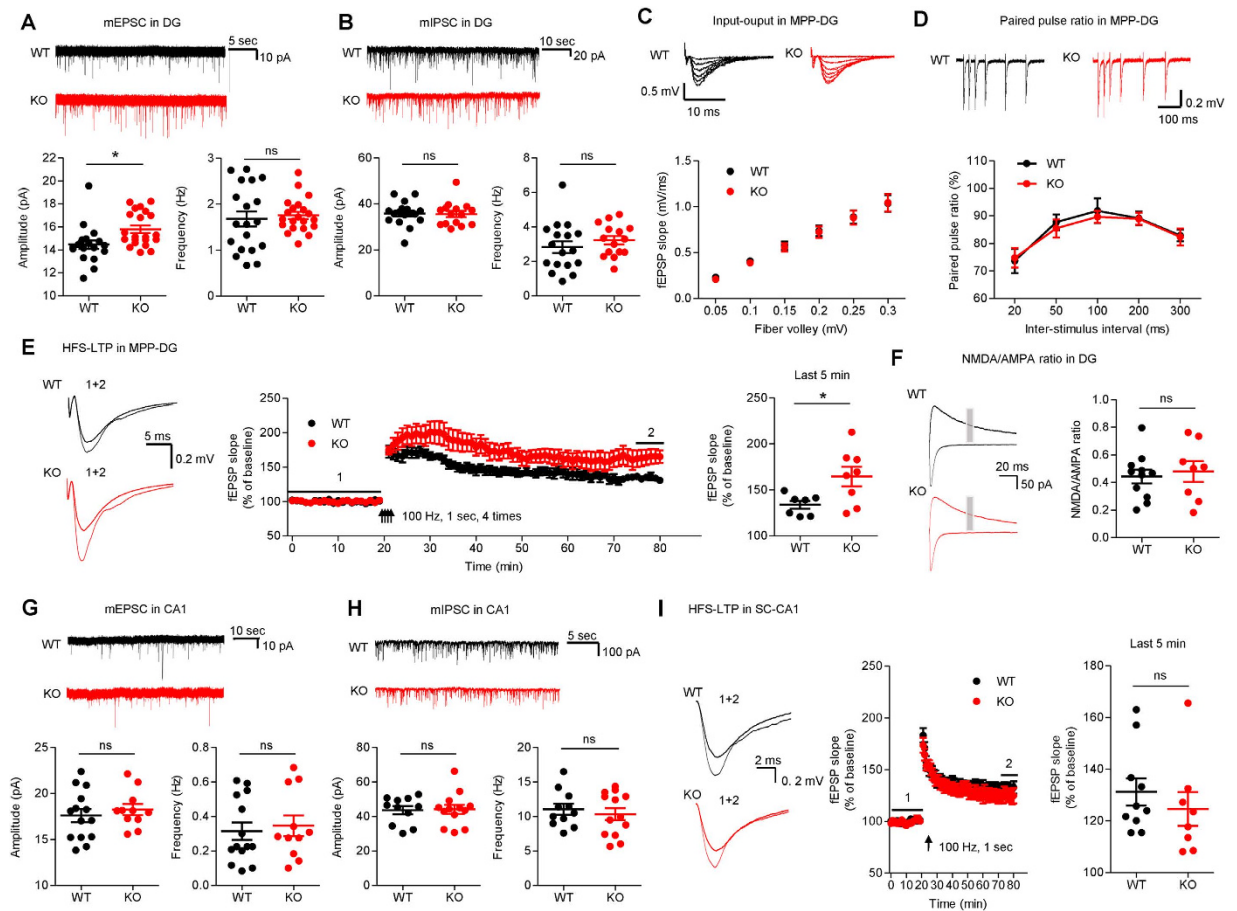 A
mEPSC in DG
WT
5 sec
10 pA
KO
Amplitude (pA)
22
20
18
16
14
12
10
*
WT
KO
Frequency (Hz)
3
2
1
0
ns
WT
KO
B
mIPSC in DG
WT
10 sec
20 pA
KO
Amplitude (pA)
60
40
20
0
ns
WT
KO
Frequency (Hz)
8
6
4
2
0
ns
WT
KO
C
Input-ouput in MPP-DG
WT
KO
0.5 mV
10 ms
fEPSP slope (mV/ms)
1.5
1.0
0.5
0.0
WT
KO
0.05
0.1
0.15
0.2
0.25
0.3
Fiber volley (mV)
D
Paired pulse ratio in MPP-DG
WT
KO
0.2 mV
100 ms
Paired pulse ratio (%)
110
100
90
80
70
60
WT
KO
20
50
100
200
300
Inter-stimulus interval (ms)
E
HFS-LTP in MPP-DG
WT
1+2
5 ms
0.2 mV
KO
1+2
fEPSP slope
(% of baseline)
250
200
150
100
50
WT
KO
1
2
100 Hz, 1 sec, 4 times
0
10
20
30
40
50
60
70
80
Time (min)
Last 5 min
fEPSP slope
(% of baseline)
250
200
150
100
*
WT
KO
F
NMDA/AMPA ratio in DG
WT
20 ms
50 pA
KO
NMDA/AMPA ratio
1.0
0.8
0.6
0.4
0.2
0.0
ns
WT
KO
G
mEPSC in CA1
WT
10 sec
10 pA
KO
Amplitude (pA)
25
20
15
10
ns
WT
KO
Frequency (Hz)
0.8
0.6
0.4
0.2
0.0
ns
WT
KO
H
mIPSC in CA1
WT
5 sec
100 pA
KO
Amplitude (pA)
80
60
40
20
0
ns
WT
KO
Frequency (Hz)
20
15
10
5
0
ns
WT
KO
I
HFS-LTP in SC-CA1
WT
1+2
2 ms
0.2 mV
KO
1+2
fEPSP slope
(% of baseline)
250
200
150
100
50
WT
KO
1
2
100 Hz, 1 sec
0
10
20
30
40
50
60
70
80
Time (min)
Last 5 min
fEPSP slope
(% of baseline)
180
160
140
120
100
ns
WT
KO